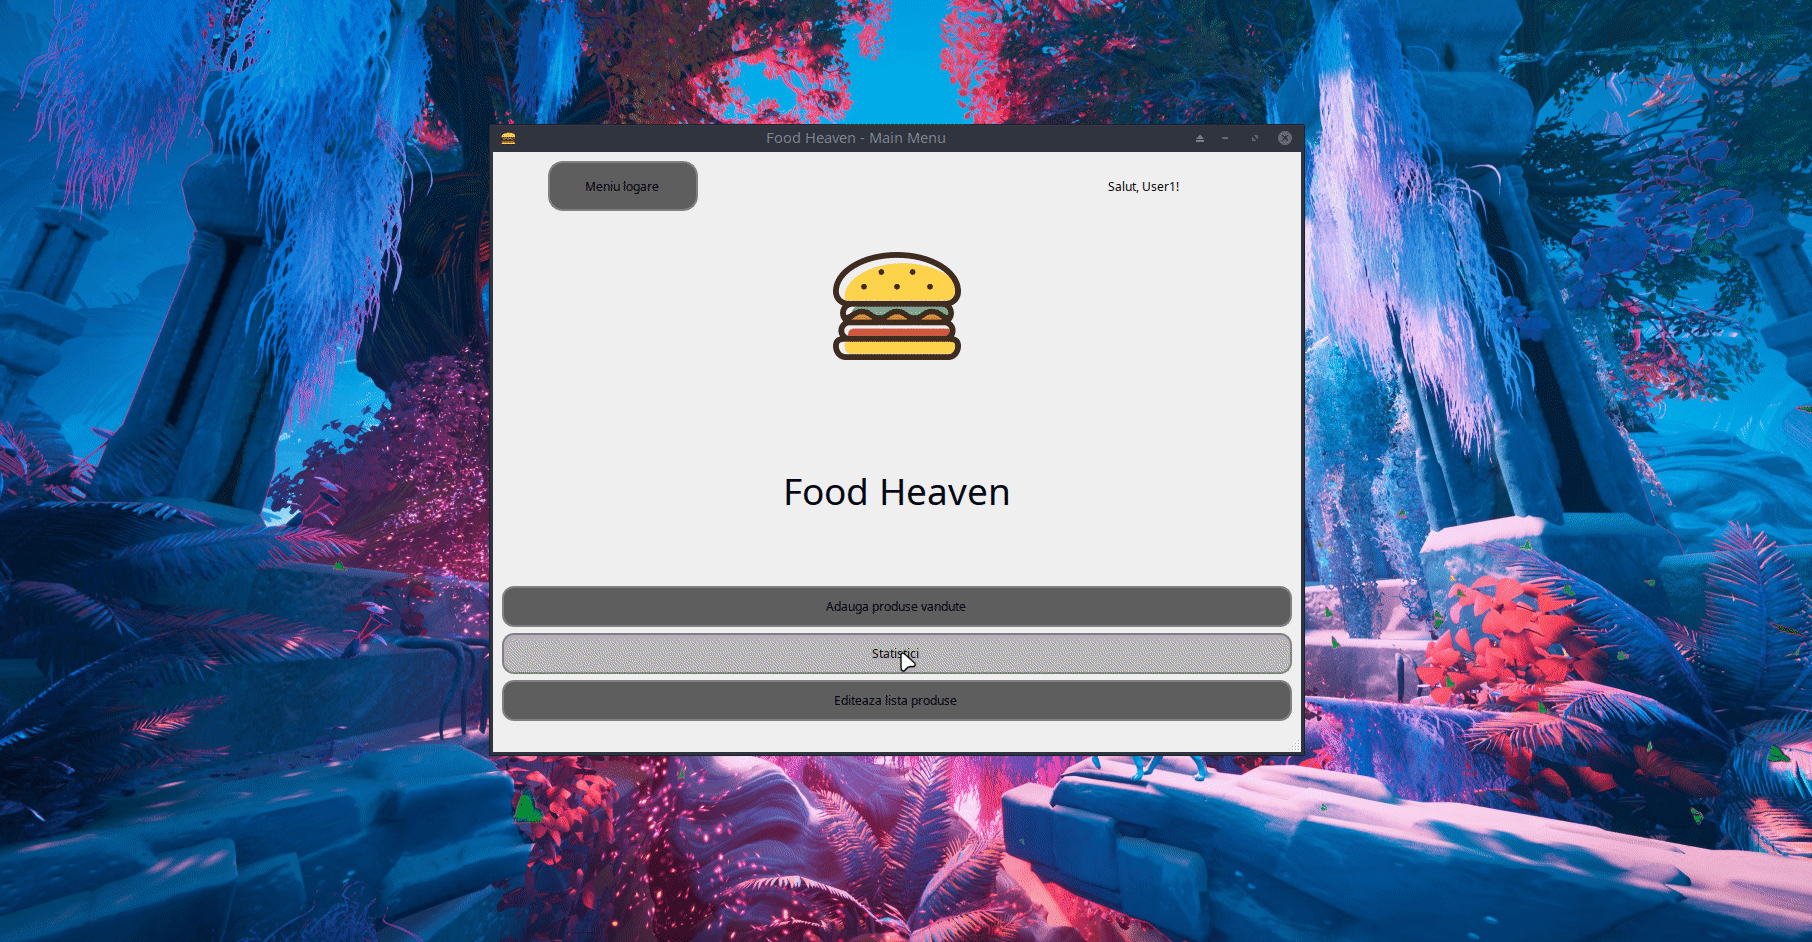 Food Heaven - Main Menu
Meniu logare
Salut, User1!
Food Heaven
Adauga produse vandute
Statistici
Editeaza lista produse